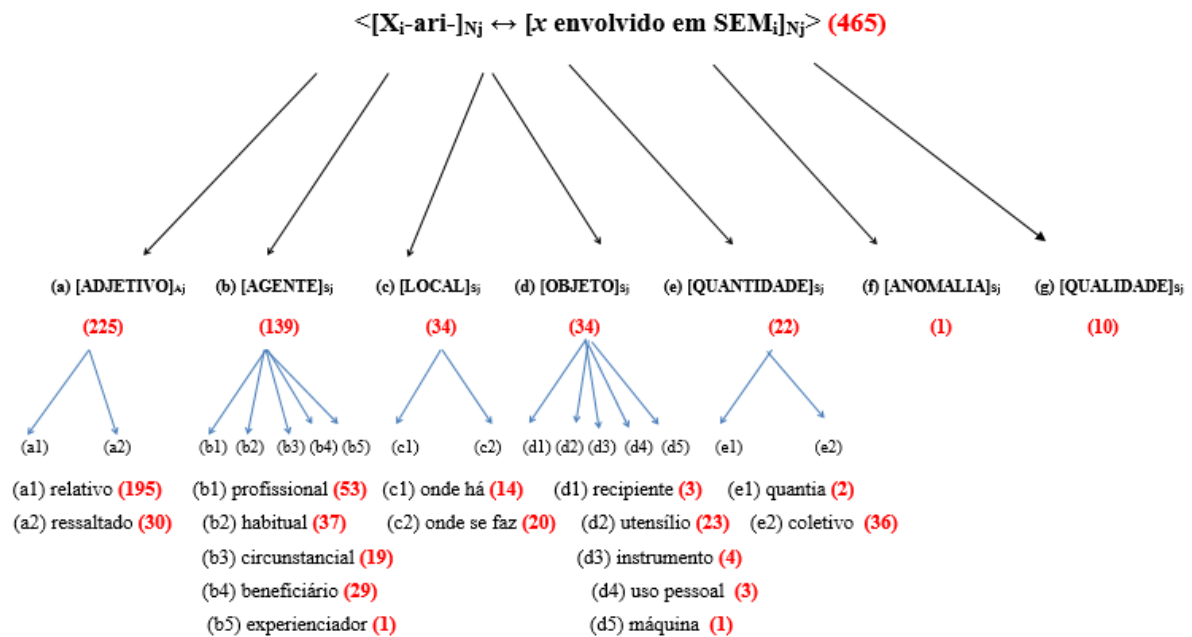 <[Xi-ari-]Nj ↔ [x envolvido em SEMi]Nj> (465)
(a) [ADJETIVO]Aj (b) [AGENTE]Sj (c) [LOCAL]Sj (d) [OBJETO]Sj (e) [QUANTIDADE]Sj (f) [ANOMALIA]Sj (g) [QUALIDADE]Sj
(225) (139) (34) (34) (22) (1) (10)
(a1) (a2) (b1) (b2) (b3) (b4) (b5) (c1) (c2) (d1) (d2) (d3) (d4) (d5) (e1) (e2)
(a1) relativo (195) (b1) profissional (53) (c1) onde há (14) (d1) recipiente (3) (e1) quantia (2)
(a2) ressaltado (30) (b2) habitual (37) (c2) onde se faz (20) (d2) utensílio (23) (e2) coletivo (36)
(b3) circunstancial (19) (d3) instrumento (4)
(b4) beneficiário (29) (d4) uso pessoal (3)
(b5) experienciador (1) (d5) máquina (1)